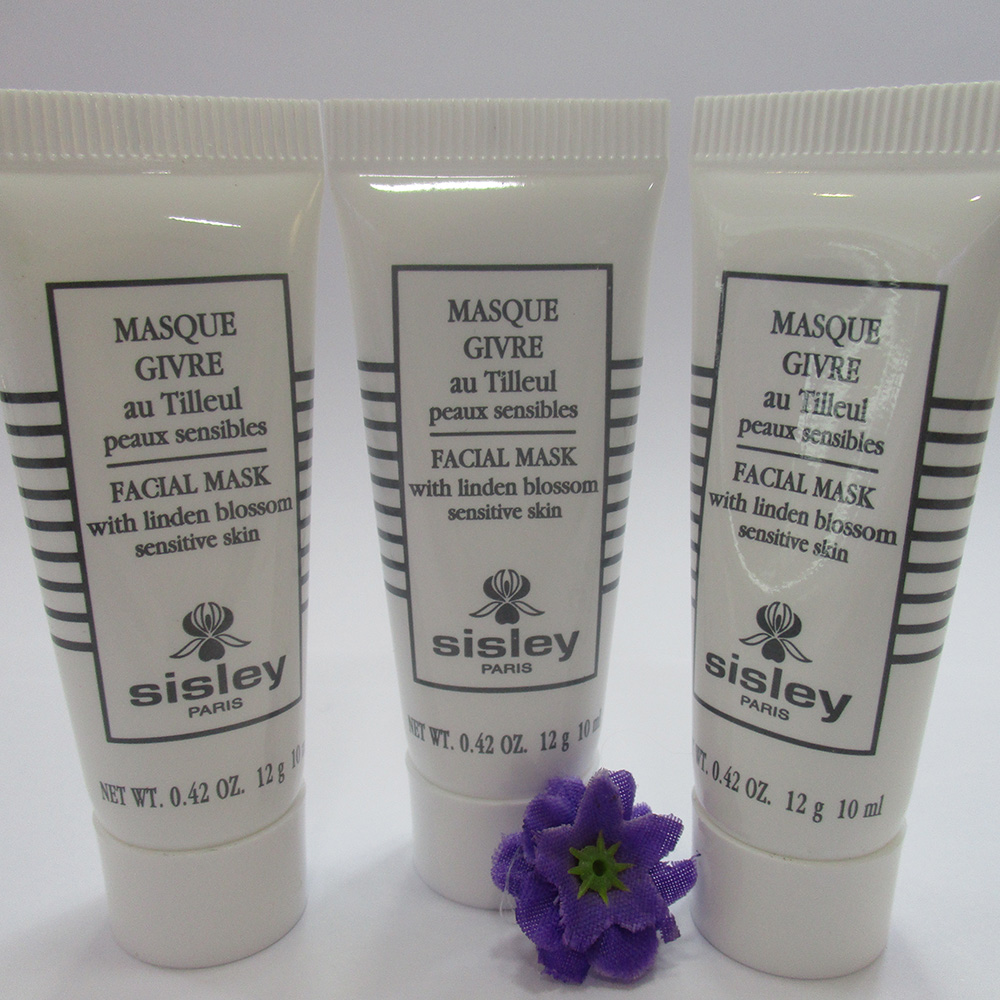 MASQUE
GIVRE
au Tilleul
peaux sensibles
FACIAL MASK
with linden blossom
sensitive skin
sisley
PARIS
NET WT. 0.42 OZ. 12 g 10
MASQUE
GIVRE
au Tilleul
peaux sensibles
FACIAL MASK
with linden blossom
sensitive skin
sisley
PARIS
NET WT. 0.42 OZ. 12 g 10 ml
MASQUE
GIVRE
au Tilleul
peaux sensibles
FACIAL MASK
with linden blossom
sensitive skin
sisley
PARIS
WT. 0.42 OZ. 12 g 10 ml